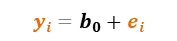 yᵢ = b₀ + eᵢ